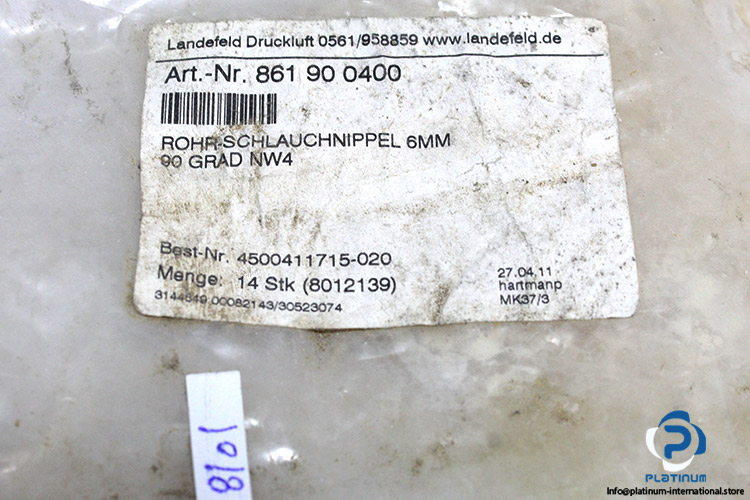 Landefeld Druckluft 0561/958859 www.landefeld.de
Art.-Nr. 861 90 0400
ROHR-SCHLAUCHNIPPEL 6MM
90 GRAD NW4
Best-Nr. 4500411715-020
Menge: 14 Stk (8012139)
3144849 00082143/30523074
27.04.11
hartmanp
MK37/3
PLATINUM
Info@platinum-international.store